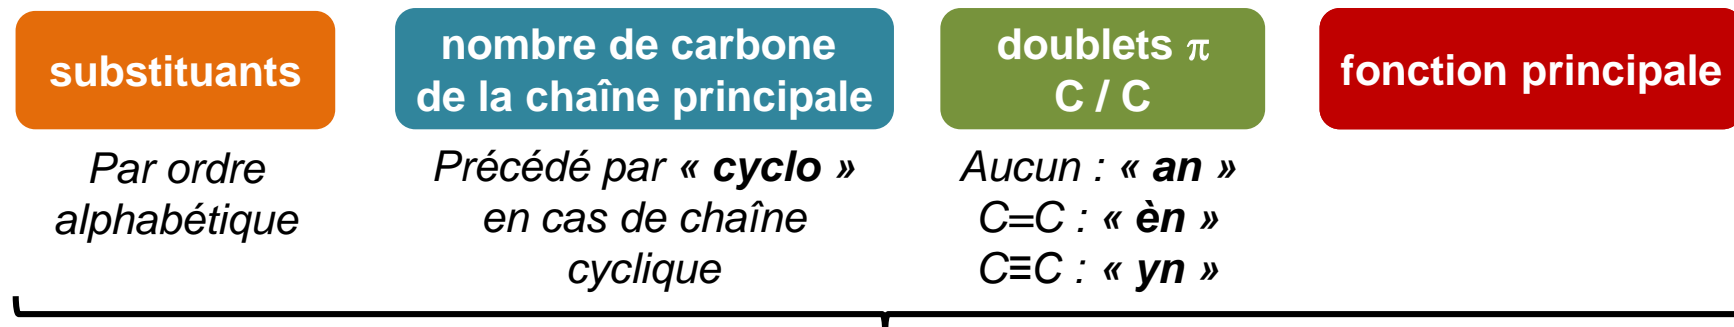 substituants
nombre de carbone
de la chaîne principale
doublets π
C / C
fonction principale
Par ordre
alphabétique
Précédé par « cyclo »
en cas de chaîne
cyclique
Aucun : « an »
C=C : « èn »
C≡C : « yn »